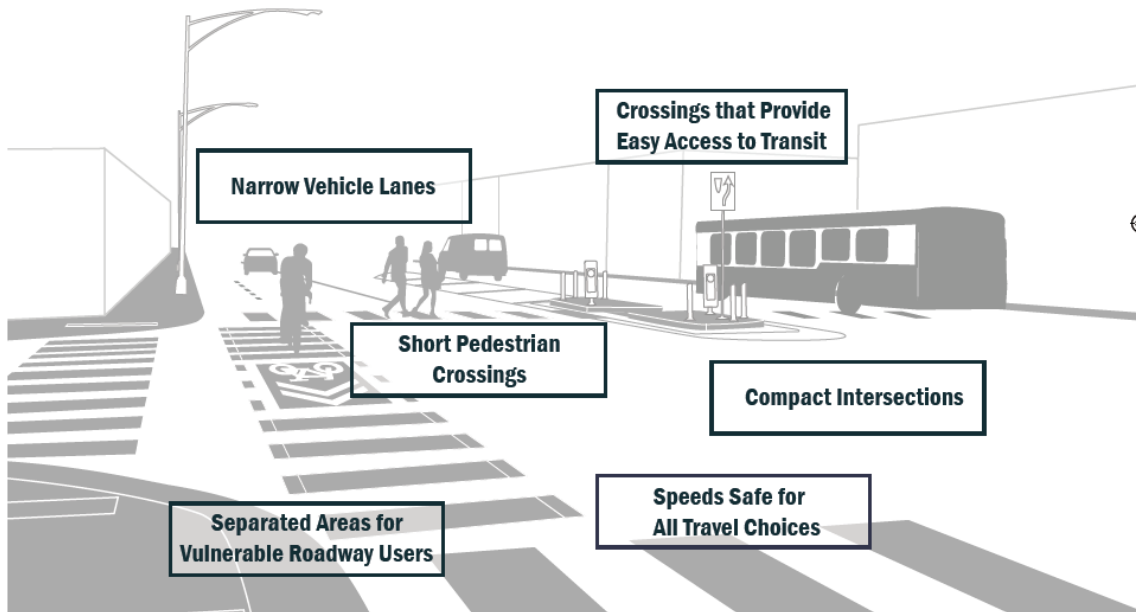 Crossings that Provide
Easy Access to Transit
Narrow Vehicle Lanes
Short Pedestrian
Crossings
Compact Intersections
Speeds Safe for
All Travel Choices
Separated Areas for
Vulnerable Roadway Users